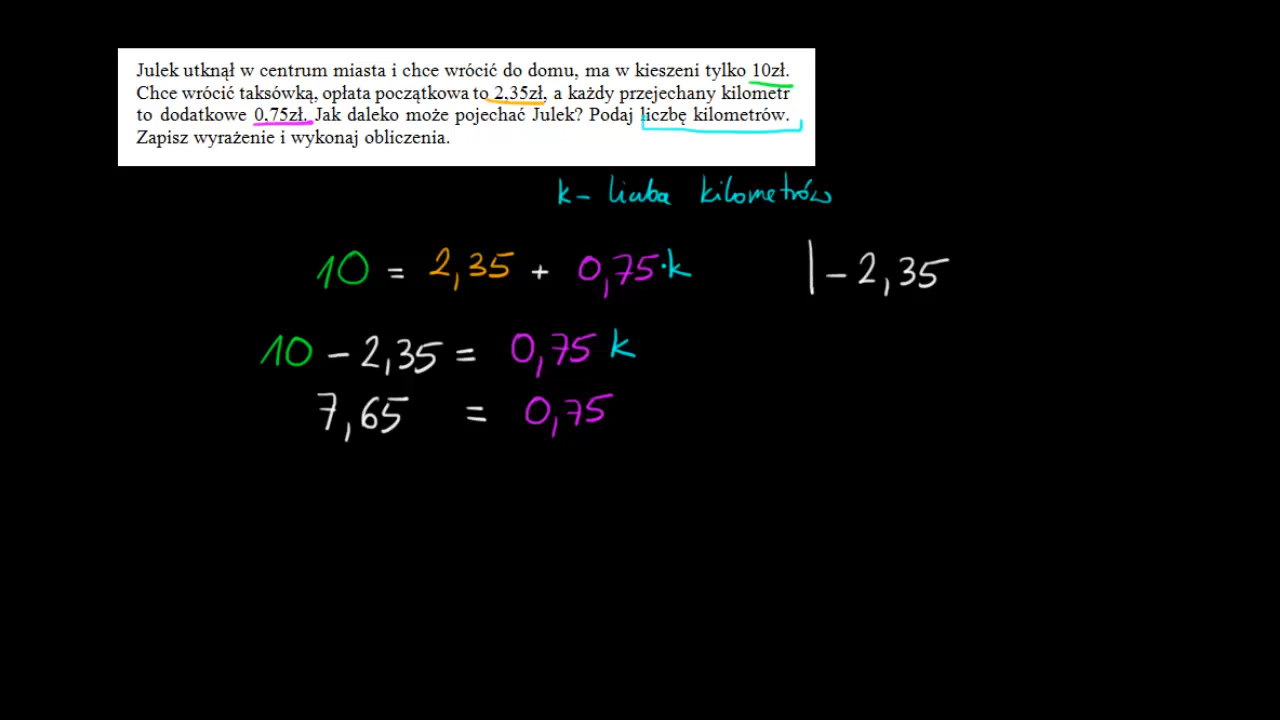 Julek utknął w centrum miasta i chce wrócić do domu, ma w kieszeni tylko 10zł.
Chce wrócić taksówką, opłata początkowa to 2,35zł, a każdy przejechany kilometr
to dodatkowe 0,75zł. Jak daleko może pojechać Julek? Podaj liczbę kilometrów.
Zapisz wyrażenie i wykonaj obliczenia.
k – liczba kilometrów
10 = 2,35 + 0,75·k | – 2,35
10 – 2,35 = 0,75 k
7,65 = 0,75